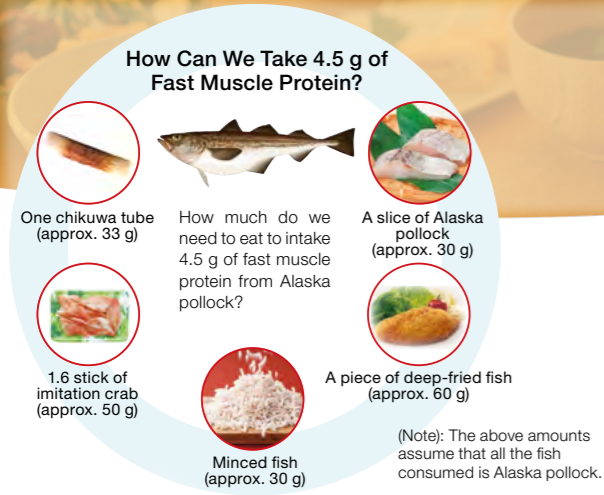 How Can We Take 4.5 g of
Fast Muscle Protein?
One chikuwa tube
(approx. 33 g)
How much do we
need to eat to intake
4.5 g of fast muscle
protein from Alaska
pollock?
A slice of Alaska
pollock
(approx. 30 g)
1.6 stick of
imitation crab
(approx. 50 g)
Minced fish
(approx. 30 g)
A piece of deep-fried fish
(approx. 60 g)
(Note): The above amounts
assume that all the fish
consumed is Alaska pollock.